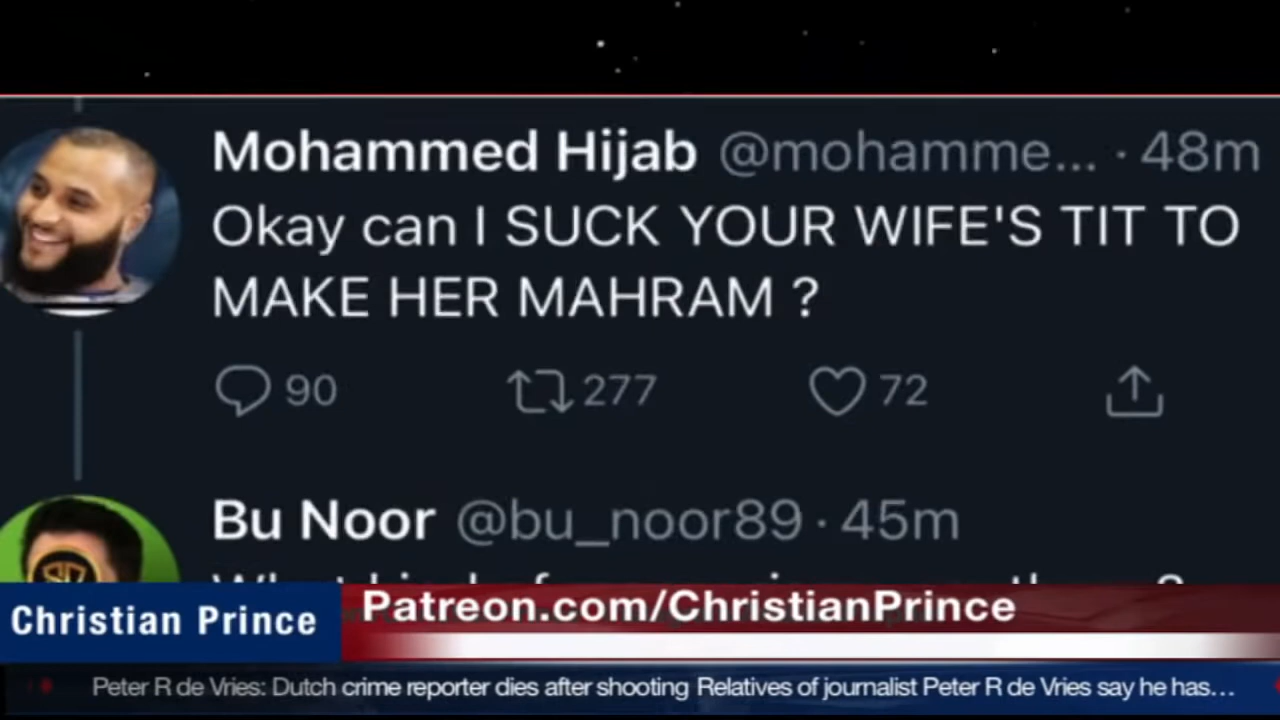 Mohammed Hijab @mohamme... · 48m
Okay can I SUCK YOUR WIFE'S TIT TO
MAKE HER MAHRAM ?
90 277 72
Bu Noor @bu_noor89 · 45m
Christian Prince
Patreon.com/ChristianPrince
Peter R de Vries: Dutch crime reporter dies after shooting Relatives of journalist Peter R de Vries say he has...